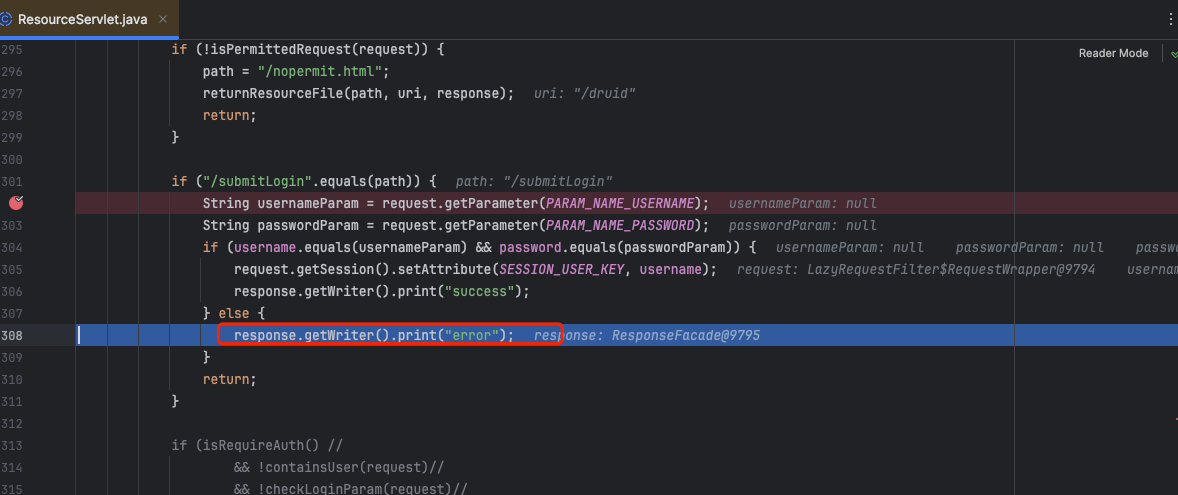 ResourceServlet.java ×
Reader Mode
295 if (!isPermittedRequest(request)) {
296 path = "/nopermit.html";
297 returnResourceFile(path, uri, response); uri: "/druid"
298 return;
299 }
300
301 if ("/submitLogin".equals(path)) { path: "/submitLogin"
String usernameParam = request.getParameter(PARAM_NAME_USERNAME); usernameParam: null
303 String passwordParam = request.getParameter(PARAM_NAME_PASSWORD); passwordParam: null
304 if (username.equals(usernameParam) && password.equals(passwordParam)) { usernameParam: null passwordParam: null passw
305 request.getSession().setAttribute(SESSION_USER_KEY, username); request: LazyRequestFilter$RequestWrapper@9794 usernam
306 response.getWriter().print("success");
307 } else {
308 response.getWriter().print("error"); response: ResponseFacade@9795
309 }
310 return;
311 }
312
313 if (isRequireAuth() //
314 && !containsUser(request)//
315 && !checkLoginParam(request)//